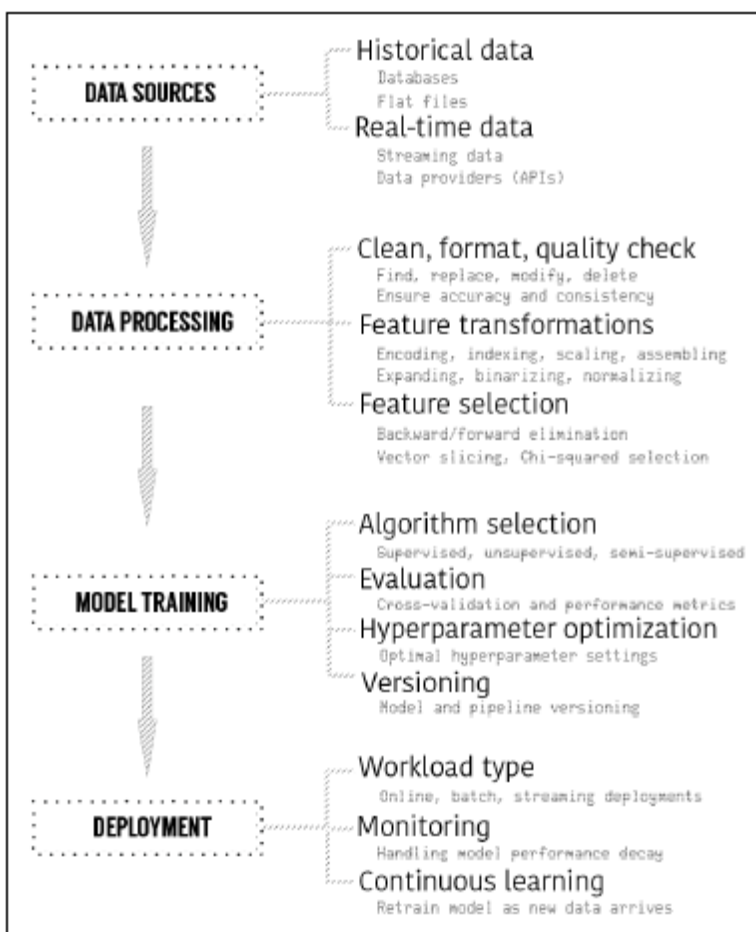 DATA SOURCES
Historical data
Databases
Flat files
Real-time data
Streaming data
Data providers (APIs)
DATA PROCESSING
Clean, format, quality check
Find, replace, modify, delete
Ensure accuracy and consistency
Feature transformations
Encoding, indexing, scaling, assembling
Expanding, binarizing, normalizing
Feature selection
Backward/forward elimination
Vector slicing, Chi-squared selection
MODEL TRAINING
Algorithm selection
Supervised, unsupervised, semi-supervised
Evaluation
Cross-validation and performance metrics
Hyperparameter optimization
Optimal hyperparameter settings
Versioning
Model and pipeline versioning
DEPLOYMENT
Workload type
Online, batch, streaming deployments
Monitoring
Handling model performance decay
Continuous learning
Retrain model as new data arrives